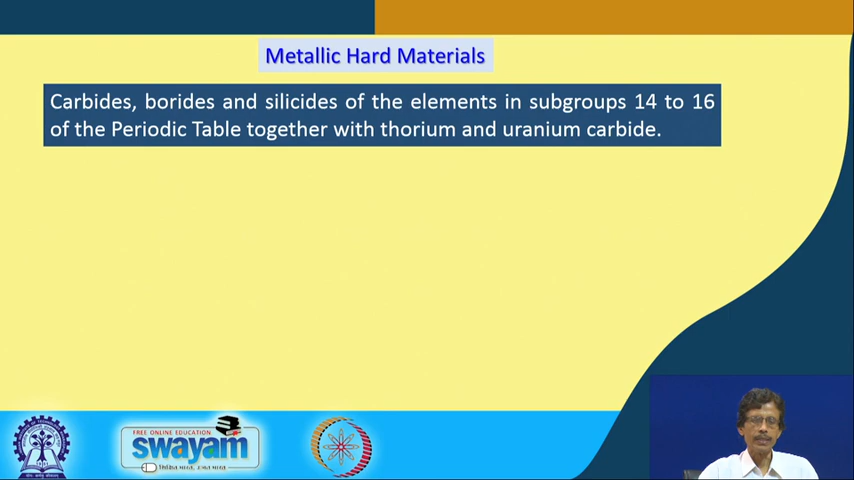 Metallic Hard Materials
Carbides, borides and silicides of the elements in subgroups 14 to 16
of the Periodic Table together with thorium and uranium carbide.
FREE ONLINE EDUCATION
swayam